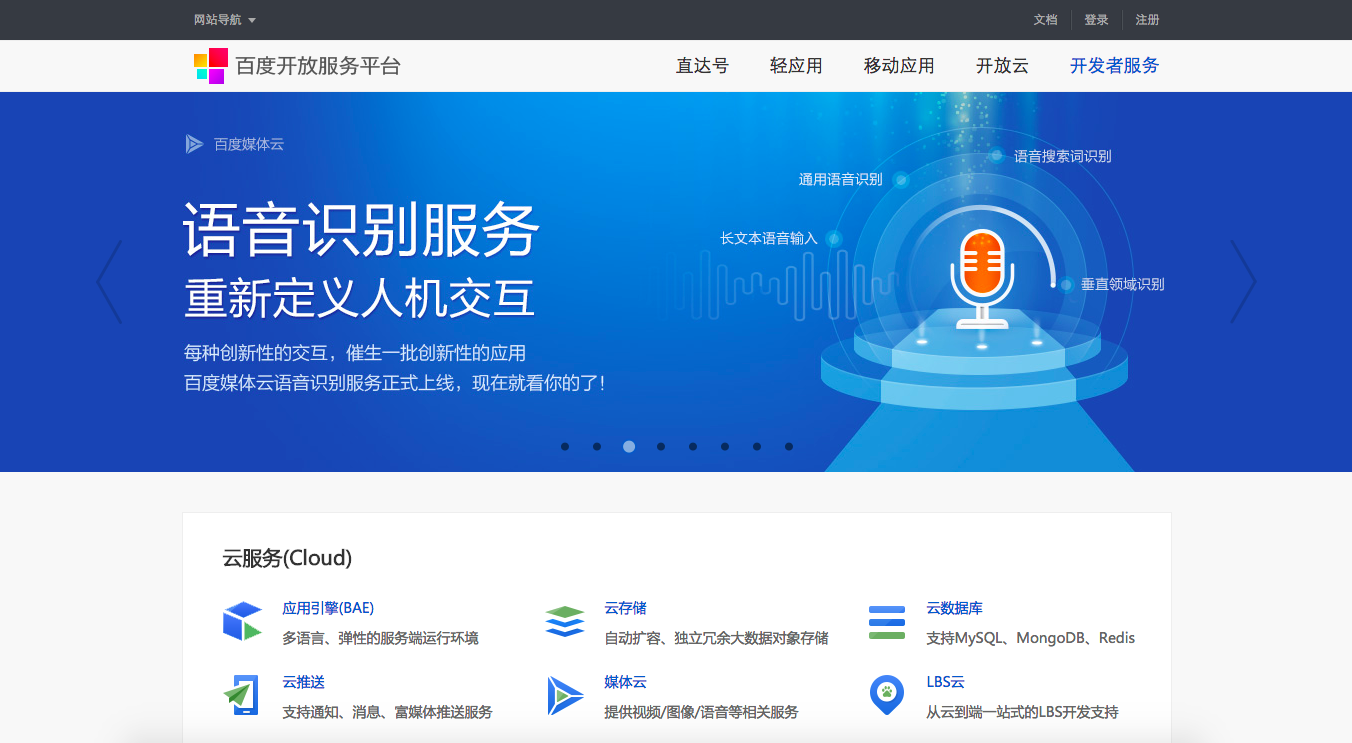 网站导航
文档 登录 注册
百度开放服务平台
直达号 轻应用 移动应用 开放云 开发者服务
百度媒体云
语音识别服务
重新定义人机交互
每种创新性的交互，催生一批创新性的应用
百度媒体云语音识别服务正式上线，现在就看你的了！
语音搜索词识别
通用语音识别
长文本语音输入
垂直领域识别
云服务(Cloud)
应用引擎(BAE)
多语言、弹性的服务端运行环境
云存储
自动扩容、独立冗余大数据对象存储
云数据库
支持MySQL、MongoDB、Redis
云推送
支持通知、消息、富媒体推送服务
媒体云
提供视频/图像/语音等相关服务
LBS云
从云到端一站式的LBS开发支持